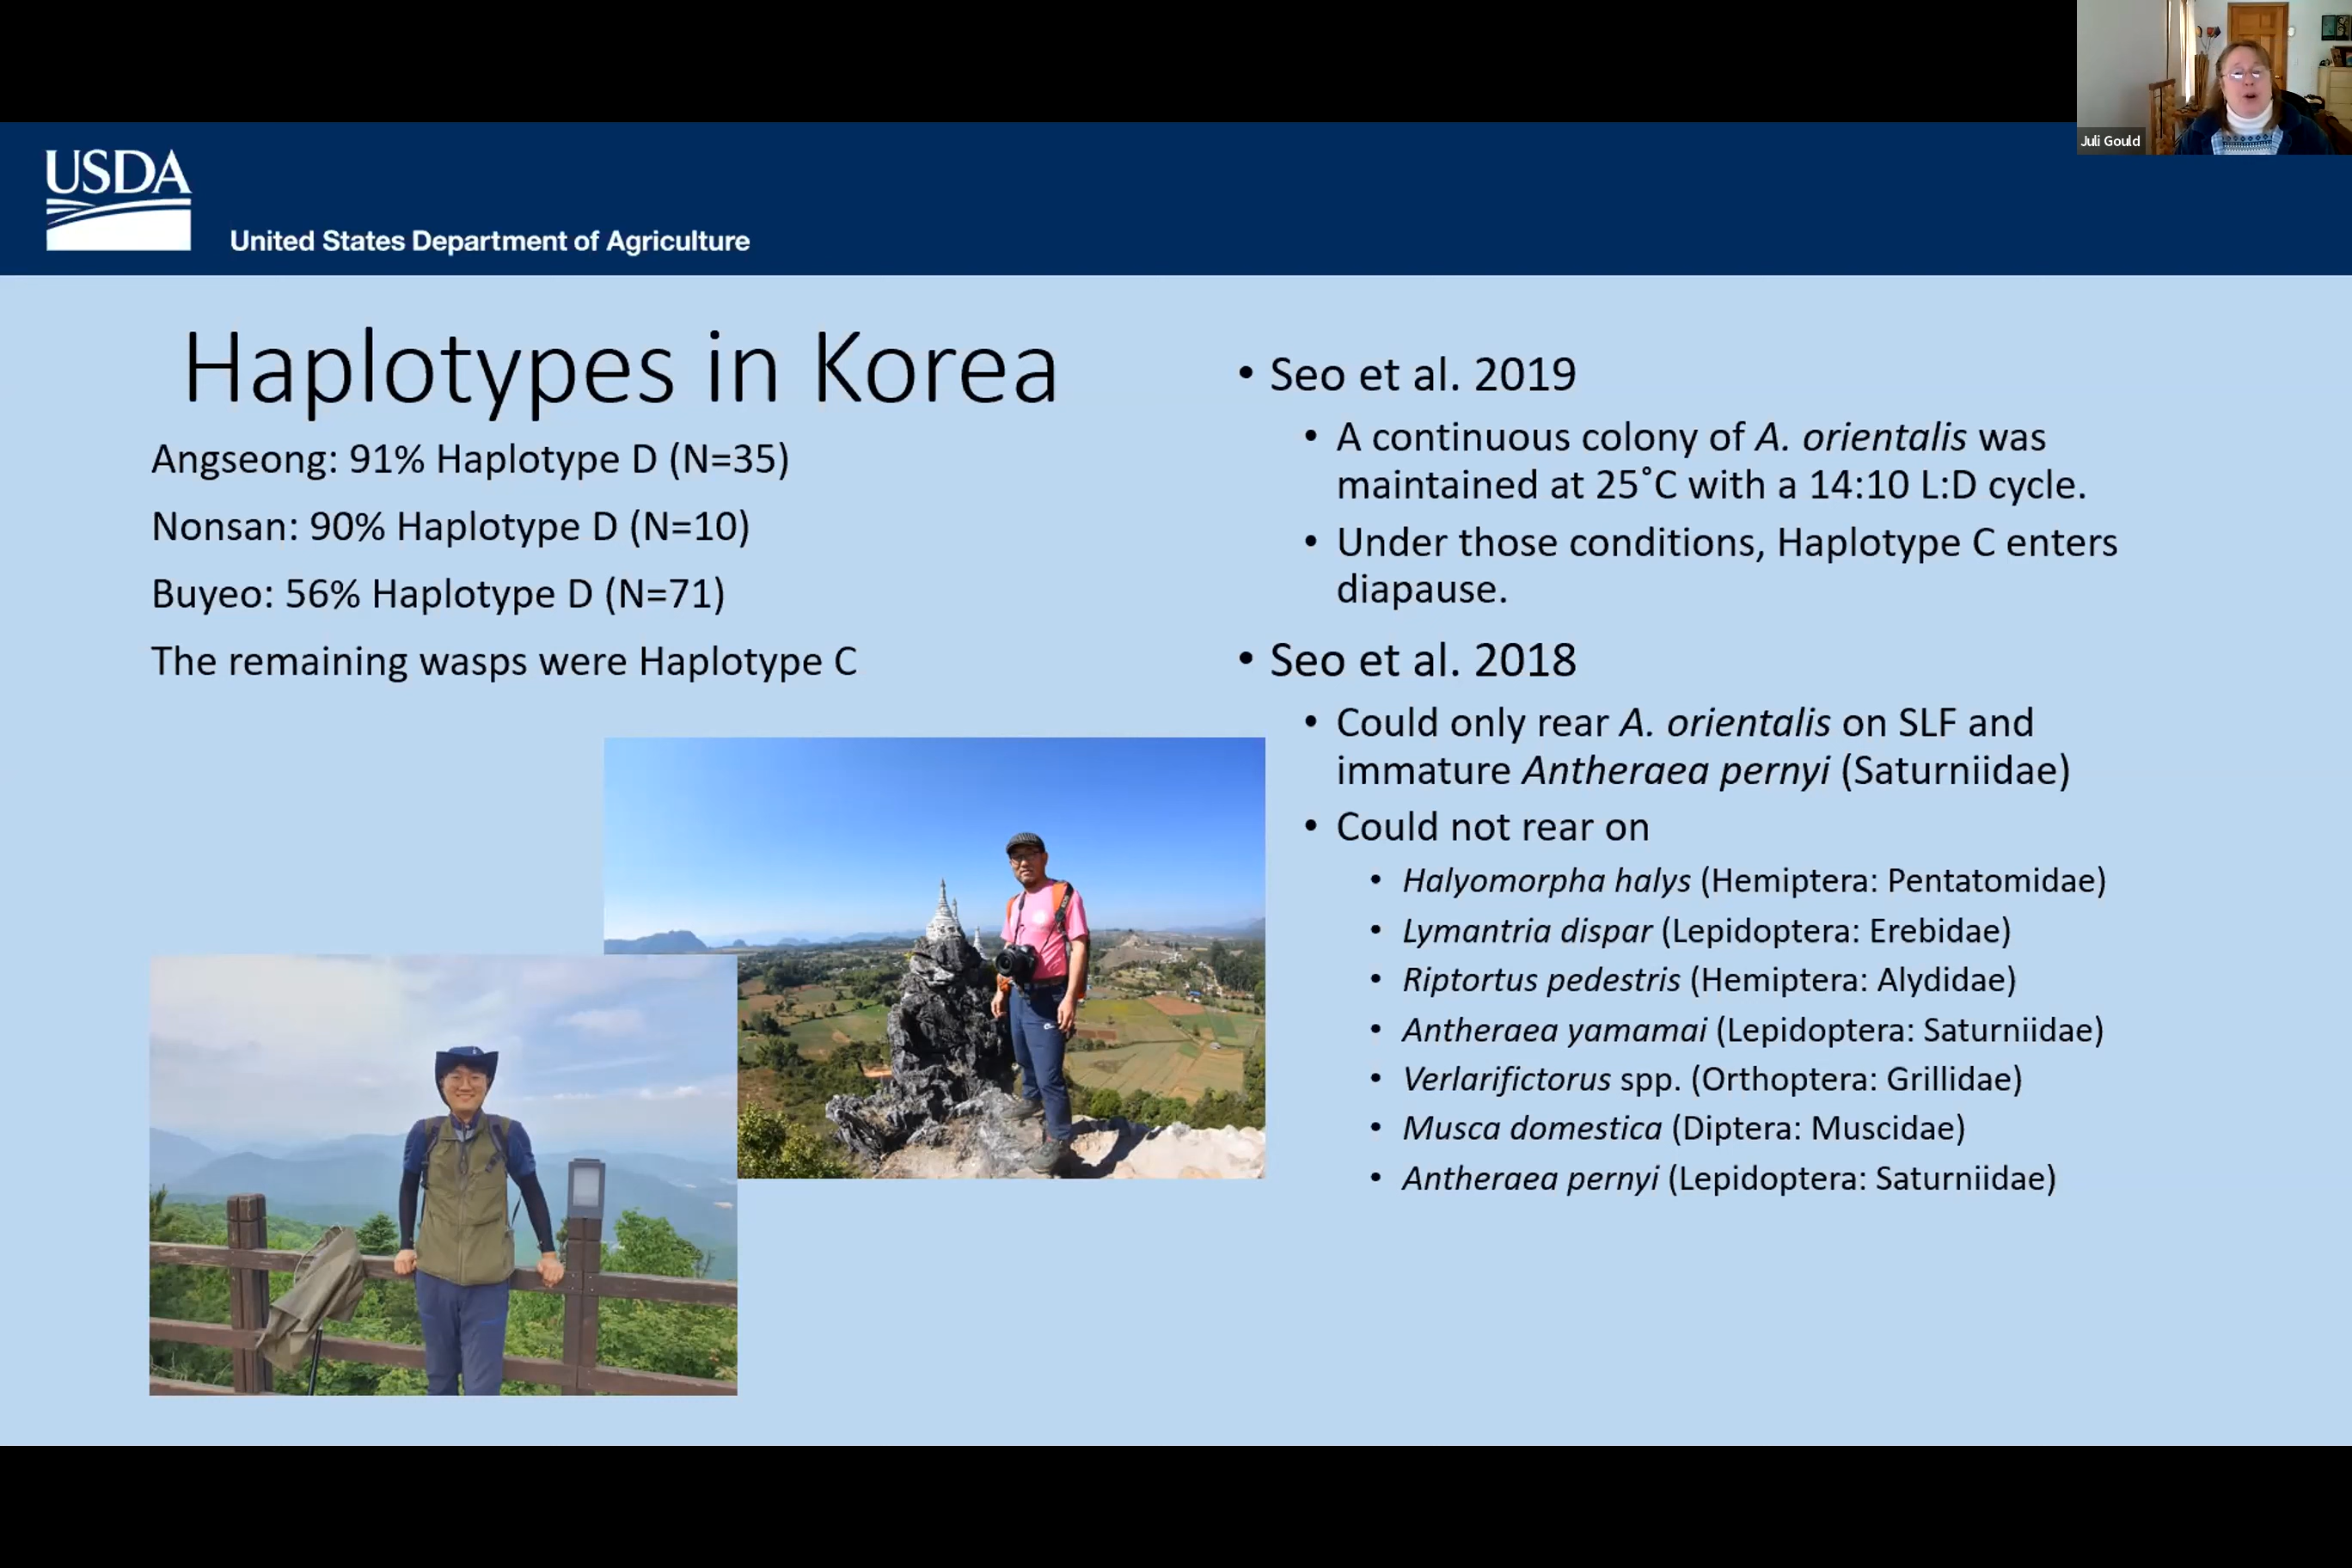 Juli Gould
USDA
United States Department of Agriculture
Haplotypes in Korea
Angseong: 91% Haplotype D (N=35)
Nonsan: 90% Haplotype D (N=10)
Buyeo: 56% Haplotype D (N=71)
The remaining wasps were Haplotype C
• Seo et al. 2019
• A continuous colony of A. orientalis was
maintained at 25˚C with a 14:10 L:D cycle.
• Under those conditions, Haplotype C enters
diapause.
• Seo et al. 2018
• Could only rear A. orientalis on SLF and
immature Antheraea pernyi (Saturniidae)
• Could not rear on
• Halyomorpha halys (Hemiptera: Pentatomidae)
• Lymantria dispar (Lepidoptera: Erebidae)
• Riptortus pedestris (Hemiptera: Alydidae)
• Antheraea yamamai (Lepidoptera: Saturniidae)
• Verlarifictorus spp. (Orthoptera: Grillidae)
• Musca domestica (Diptera: Muscidae)
• Antheraea pernyi (Lepidoptera: Saturniidae)